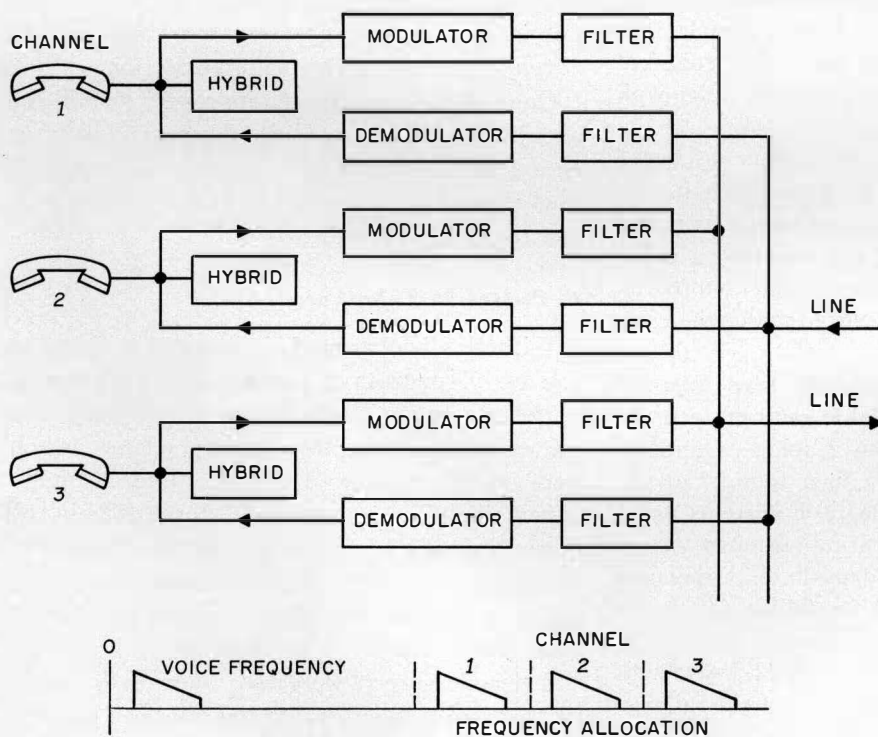 CHANNEL
MODULATOR
FILTER
HYBRID
1
DEMODULATOR
FILTER
MODULATOR
FILTER
HYBRID
2
DEMODULATOR
FILTER
LINE
LINE
MODULATOR
FILTER
HYBRID
3
DEMODULATOR
FILTER
CHANNEL
0
VOICE FREQUENCY
1
2
3
FREQUENCY ALLOCATION